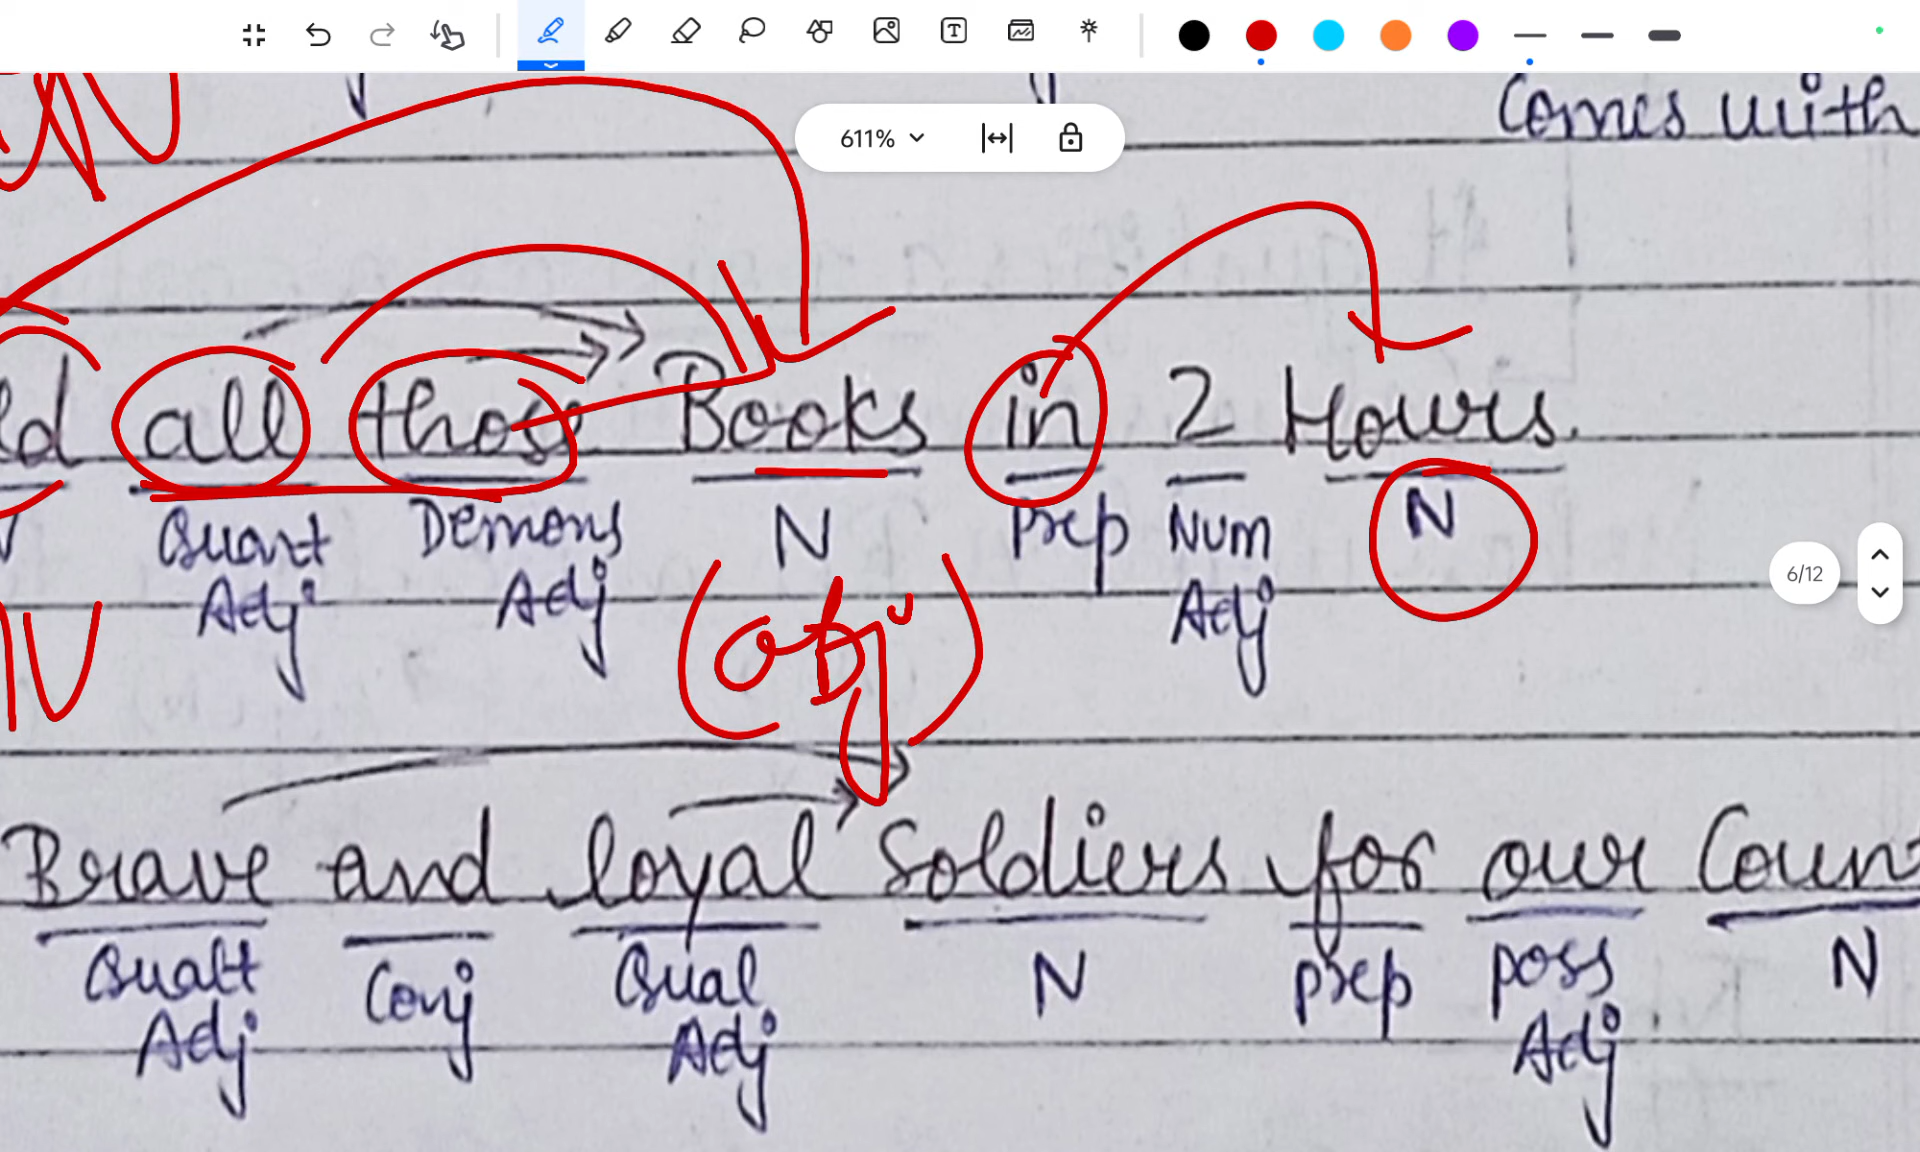 Comes with
611%
ld all those Books in 2 Hours.
V Quant Demons N Prep Num N
Adj Adj Adj
(obj)
6/12
Brave and loyal Soldiers for our Coun
Qualt Conj Qual N prep poss N
Adj Adj Adj